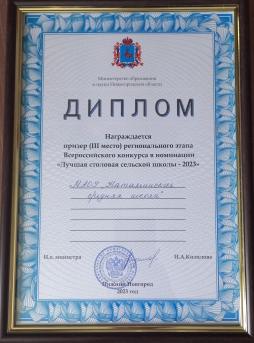 Министерство образования
и науки Нижегородской области
ДИПЛОМ
Награждается
призер (III место) регионального этапа
Всероссийского конкурса в номинации
«Лучшая столовая сельской школы - 2023»
МАОУ
средняя школа"
И.о. министра
Нижний Новгород
2023 год